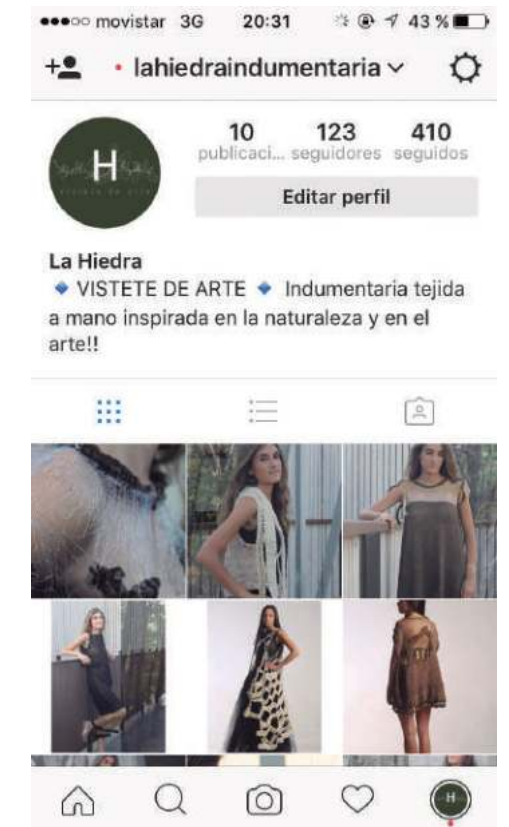 movistar 3G 20:31 43 %
lahiedraindumentaria
10 123 410
publicaci... seguidores seguidos
Editar perfil
H
La Hiedra
VISTETE DE ARTE Indumentaria tejida
a mano inspirada en la naturaleza y en el
arte!!
H